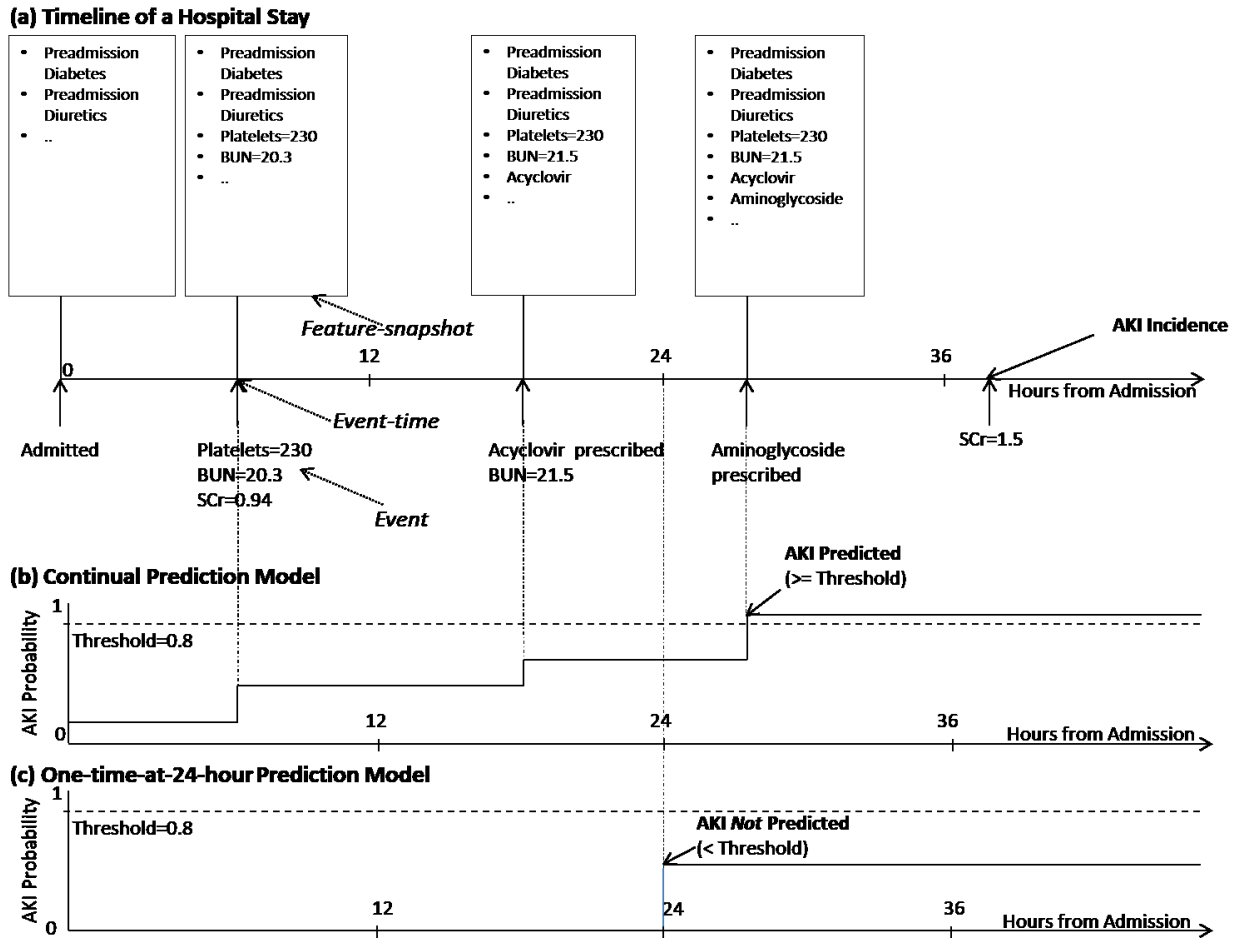 (a) Timeline of a Hospital Stay
• Preadmission
Diabetes
• Preadmission
Diuretics
• ..
• Preadmission
Diabetes
• Preadmission
Diuretics
• Platelets=230
• BUN=20.3
• ..
• Preadmission
Diabetes
• Preadmission
Diuretics
• Platelets=230
• BUN=21.5
• Acyclovir
• ..
• Preadmission
Diabetes
• Preadmission
Diuretics
• Platelets=230
• BUN=21.5
• Acyclovir
• Aminoglycoside
• ..
Feature-snapshot
AKI Incidence
0
12
24
36
Hours from Admission
Event-time
Admitted
Platelets=230
BUN=20.3
SCr=0.94
Event
Acyclovir prescribed
BUN=21.5
Aminoglycoside
prescribed
SCr=1.5
(b) Continual Prediction Model
AKI Predicted
(>= Threshold)
AKI Probability
1
Threshold=0.8
0
12
24
36
Hours from Admission
(c) One-time-at-24-hour Prediction Model
AKI Probability
1
Threshold=0.8
AKI Not Predicted
(< Threshold)
0
12
24
36
Hours from Admission